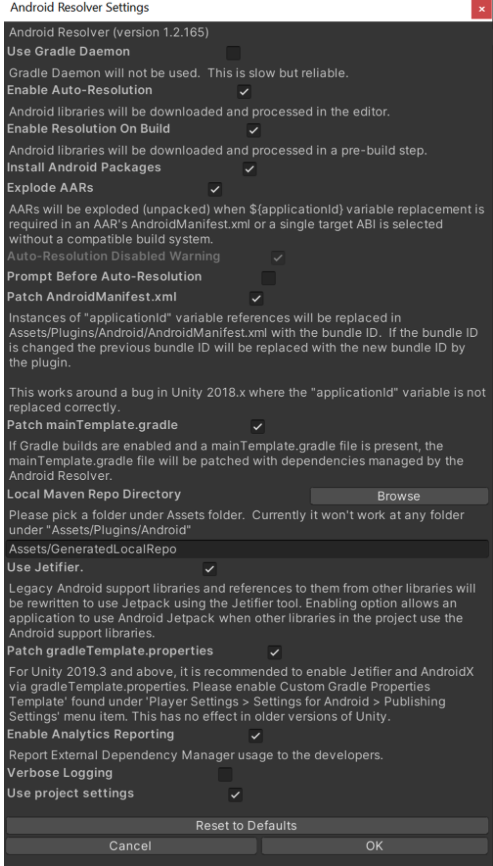 Android Resolver Settings
Android Resolver (version 1.2.165)
Use Gradle Daemon
Gradle Daemon will not be used.  This is slow but reliable.
Enable Auto-Resolution
Android libraries will be downloaded and processed in the editor.
Enable Resolution On Build
Android libraries will be downloaded and processed in a pre-build step.
Install Android Packages
Explode AARs
AARs will be exploded (unpacked) when ${applicationId} variable replacement is
required in an AAR's AndroidManifest.xml or a single target ABI is selected
without a compatible build system.
Auto-Resolution Disabled Warning
Prompt Before Auto-Resolution
Patch AndroidManifest.xml
Instances of "applicationId" variable references will be replaced in
Assets/Plugins/Android/AndroidManifest.xml with the bundle ID.  If the bundle ID
is changed the previous bundle ID will be replaced with the new bundle ID by
the plugin.
This works around a bug in Unity 2018.x where the "applicationId" variable is not
replaced correctly.
Patch mainTemplate.gradle
If Gradle builds are enabled and a mainTemplate.gradle file is present, the
mainTemplate.gradle file will be patched with dependencies managed by the
Android Resolver.
Local Maven Repo Directory
Browse
Please pick a folder under Assets folder.  Currently it won't work at any folder
under "Assets/Plugins/Android"
Assets/GeneratedLocalRepo
Use Jetifier.
Legacy Android support libraries and references to them from other libraries will
be rewritten to use Jetpack using the Jetifier tool. Enabling option allows an
application to use Android Jetpack when other libraries in the project use the
Android support libraries.
Patch gradleTemplate.properties
For Unity 2019.3 and above, it is recommended to enable Jetifier and AndroidX
via gradleTemplate.properties. Please enable Custom Gradle Properties
Template' found under 'Player Settings > Settings for Android > Publishing
Settings' menu item. This has no effect in older versions of Unity.
Enable Analytics Reporting
Report External Dependency Manager usage to the developers.
Verbose Logging
Use project settings
Reset to Defaults
Cancel
OK